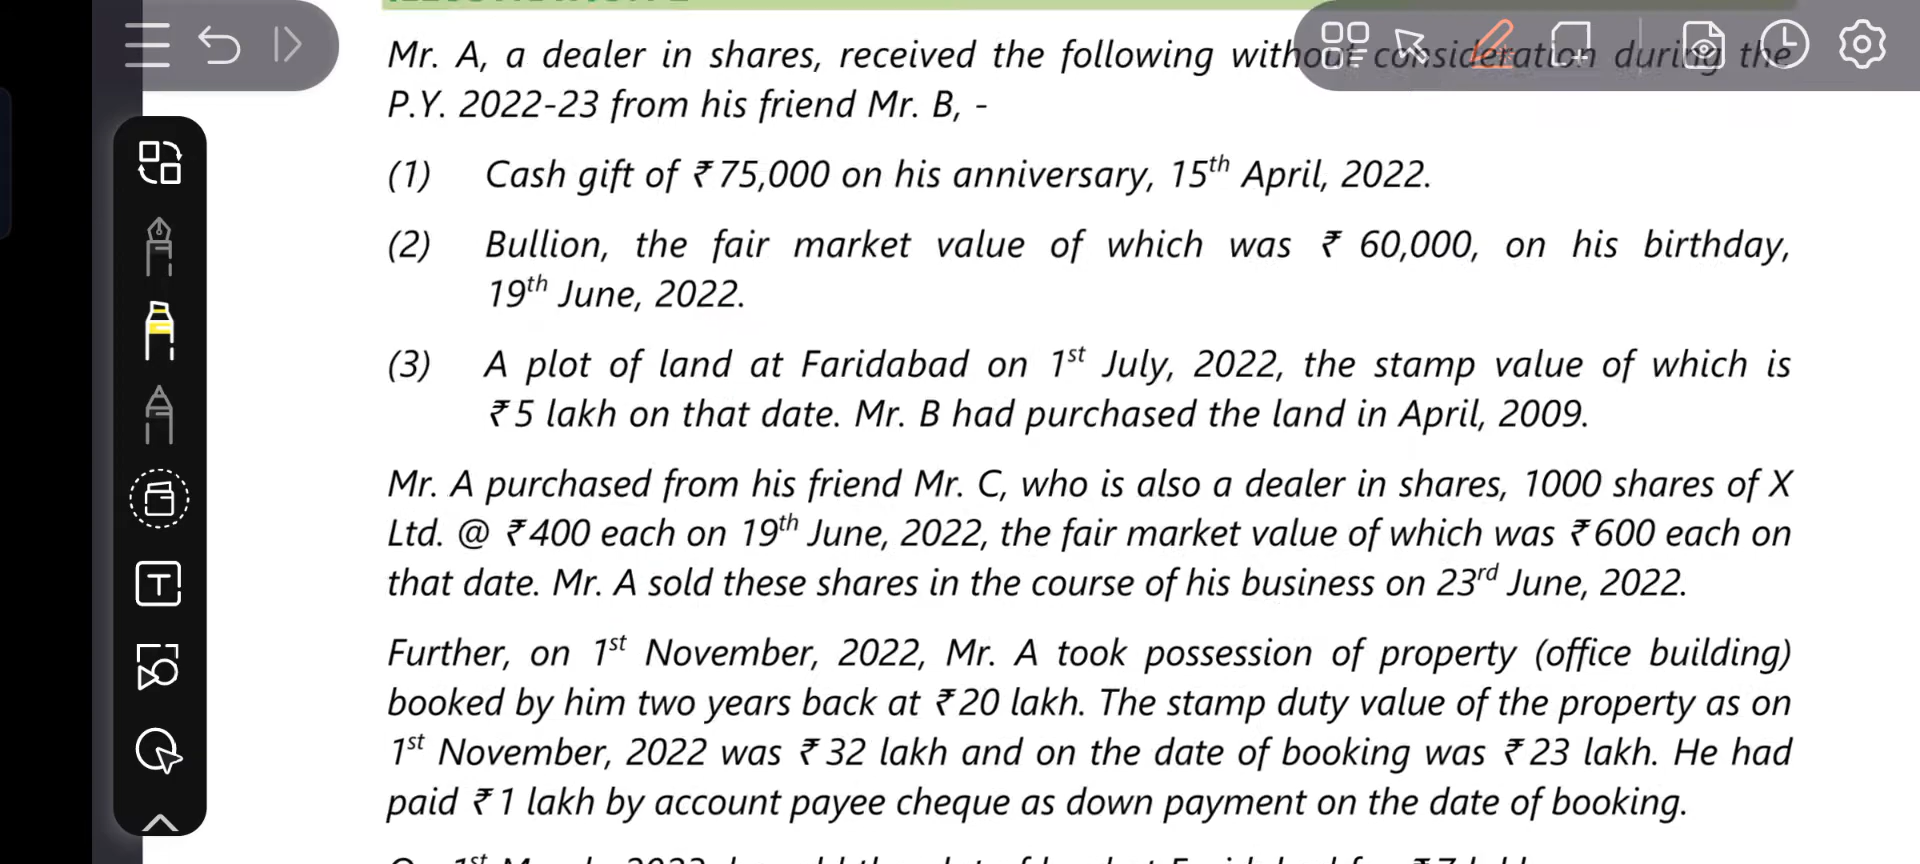 Mr. A, a dealer in shares, received the following without consideration during the
P.Y. 2022-23 from his friend Mr. B, -
(1) Cash gift of ₹ 75,000 on his anniversary, 15th April, 2022.
(2) Bullion, the fair market value of which was ₹ 60,000, on his birthday,
19th June, 2022.
(3) A plot of land at Faridabad on 1st July, 2022, the stamp value of which is
₹ 5 lakh on that date. Mr. B had purchased the land in April, 2009.
Mr. A purchased from his friend Mr. C, who is also a dealer in shares, 1000 shares of X
Ltd. @ ₹ 400 each on 19th June, 2022, the fair market value of which was ₹ 600 each on
that date. Mr. A sold these shares in the course of his business on 23rd June, 2022.
Further, on 1st November, 2022, Mr. A took possession of property (office building)
booked by him two years back at ₹ 20 lakh. The stamp duty value of the property as on
1st November, 2022 was ₹ 32 lakh and on the date of booking was ₹ 23 lakh. He had
paid ₹ 1 lakh by account payee cheque as down payment on the date of booking.